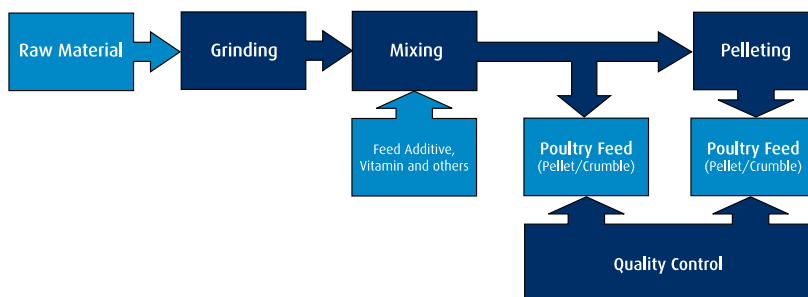 Raw Material
Grinding
Mixing
Pelleting
Feed Additive,
Vitamin and others
Poultry Feed
(Pellet/Crumble)
Poultry Feed
(Pellet/Crumble)
Quality Control